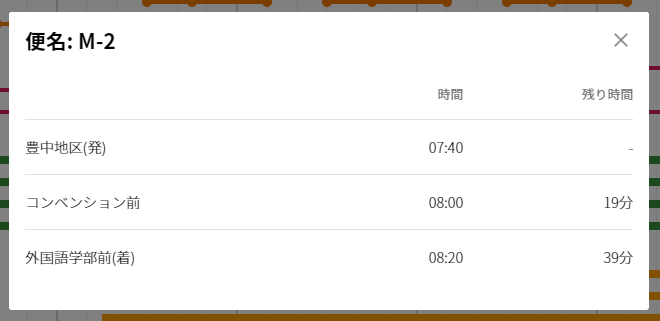 便名: M-2
時間 残り時間
豊中地区(発) 07:40 -
コンベンション前 08:00 19分
外国語学部前(着) 08:20 39分